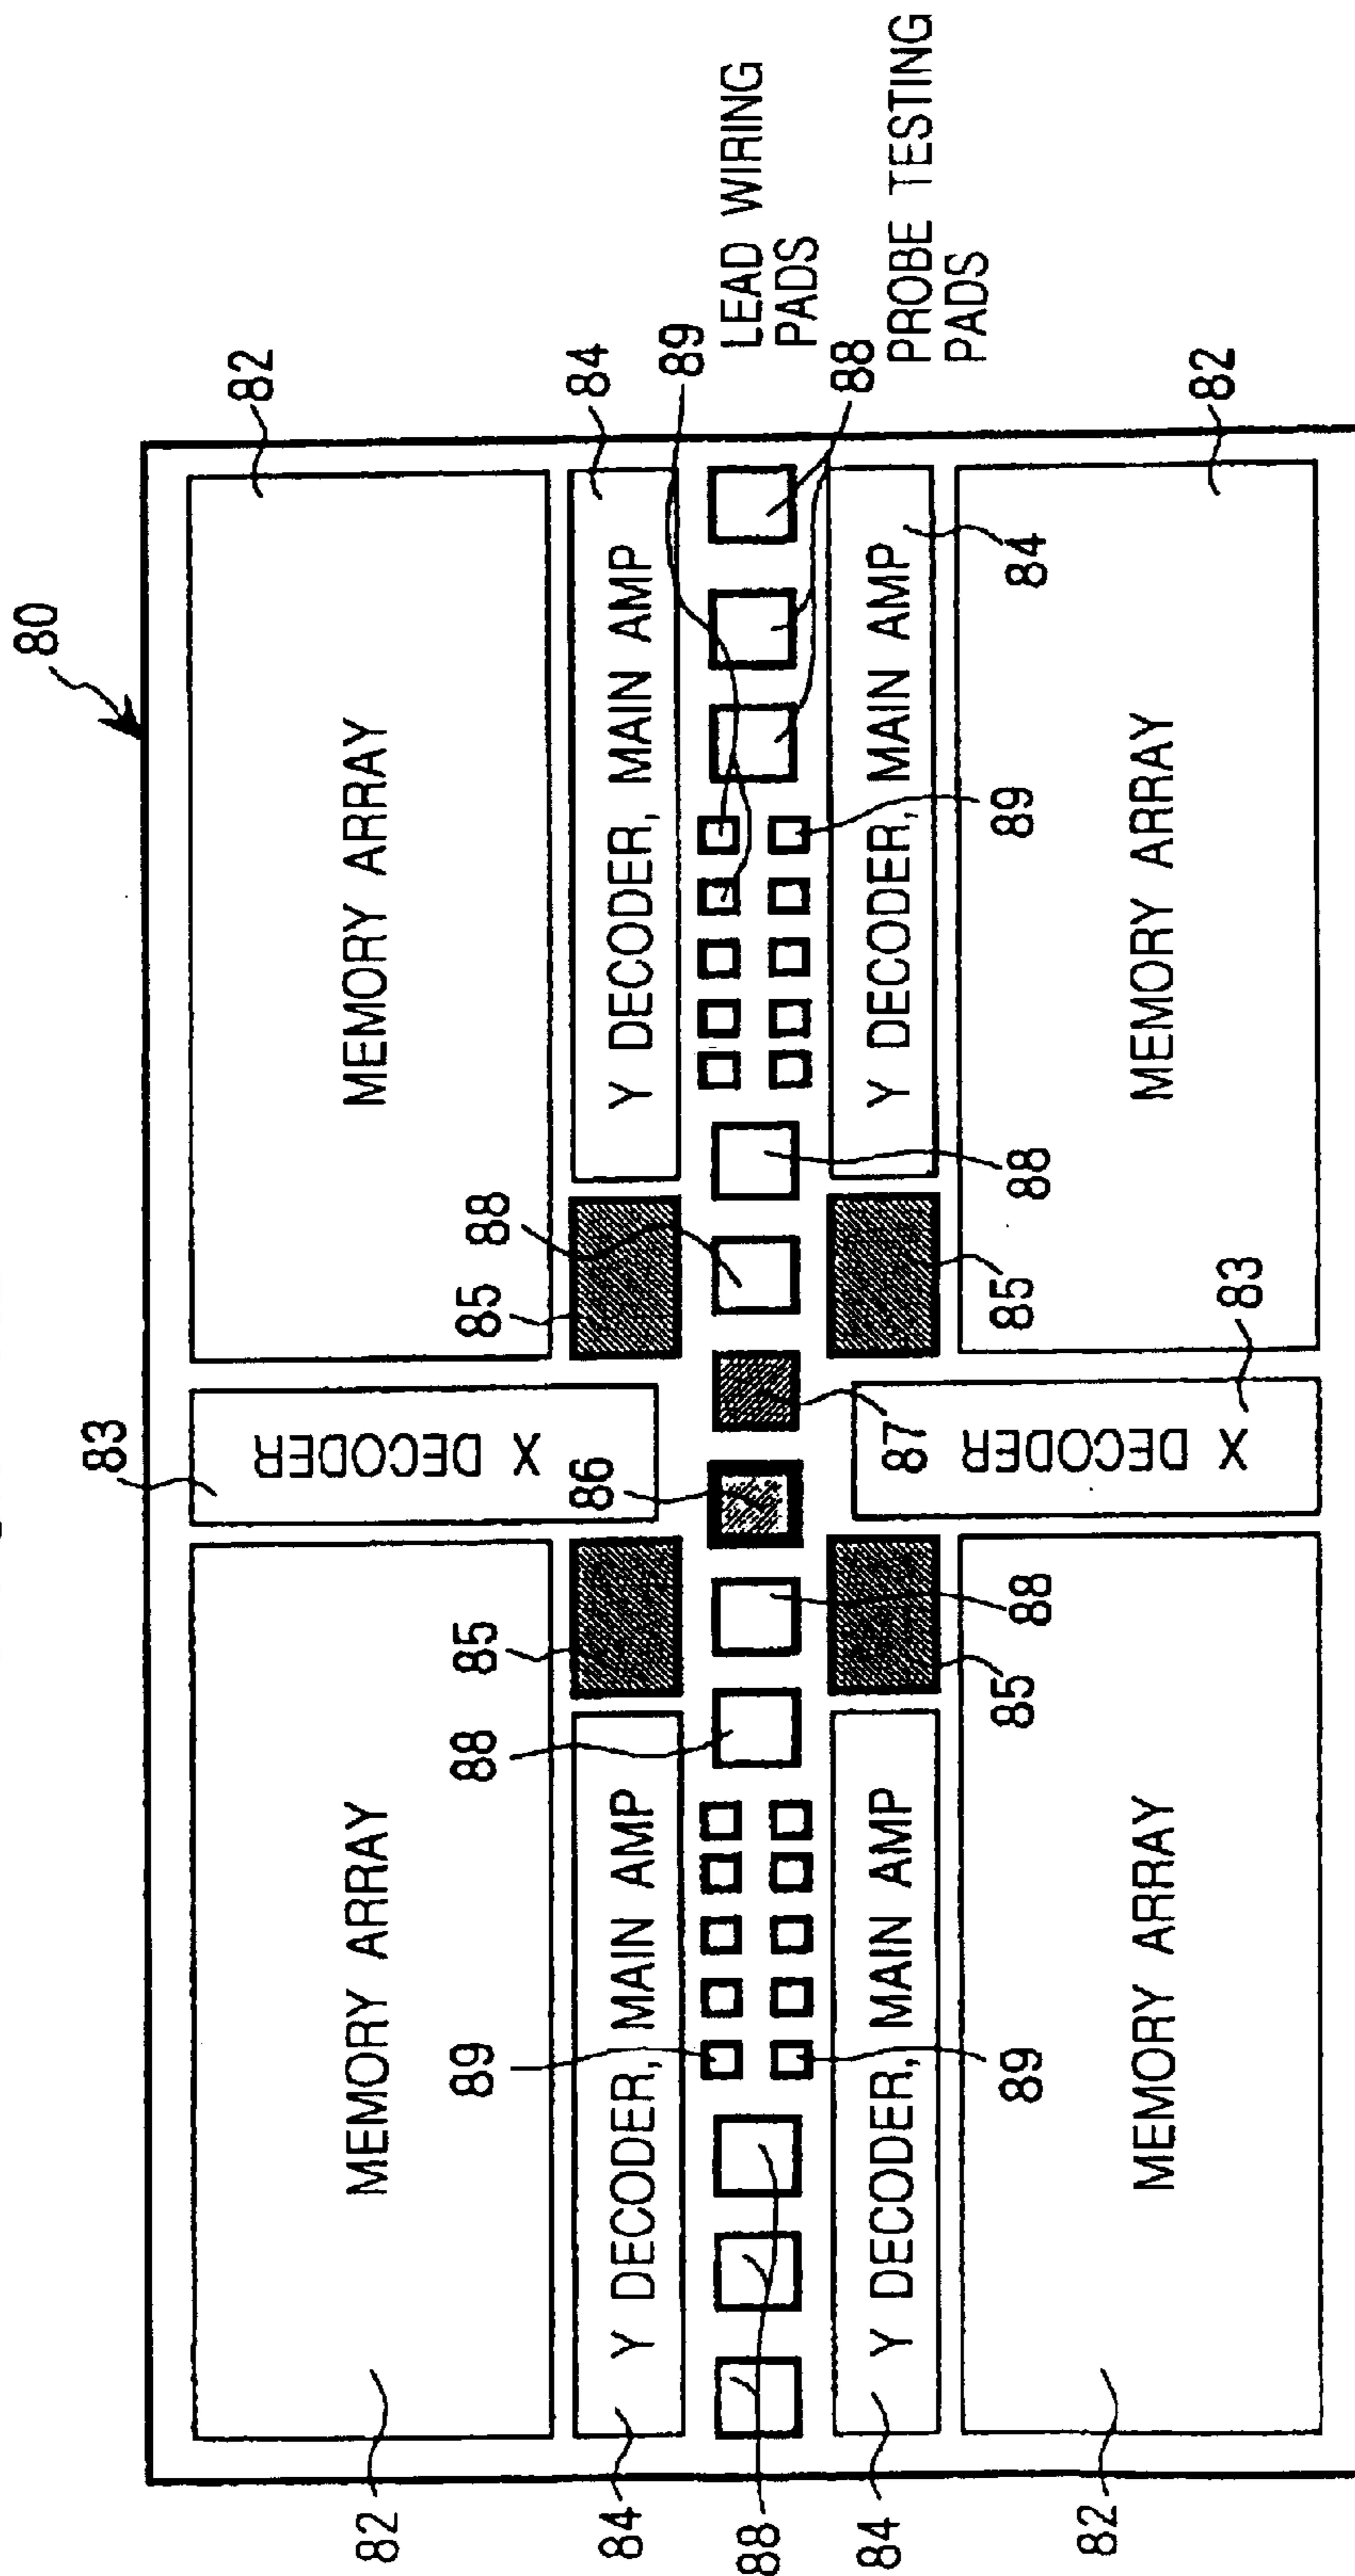 80
83
82
MEMORY ARRAY
X DECODER
MEMORY ARRAY
82
89
88
85
88
85
84
86
Y DECODER, MAIN AMP
Y DECODER, MAIN AMP
84
89
LEAD WIRING
PADS
88
88
Y DECODER, MAIN AMP
Y DECODER, MAIN AMP
PROBE TESTING
PADS
84
87
89
85
88
88
85
89
84
MEMORY ARRAY
X DECODER
MEMORY ARRAY
82
83
82